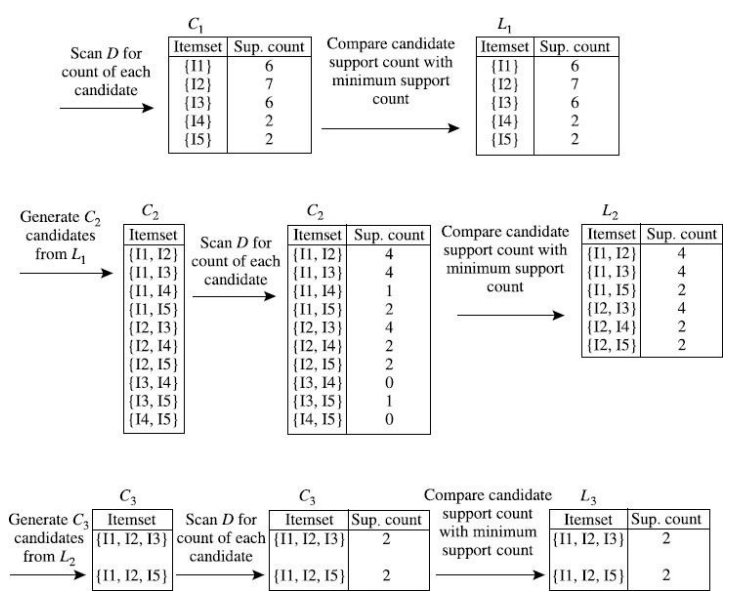 C1
Itemset Sup. count
{I1} 6
{I2} 7
{I3} 6
{I4} 2
{I5} 2
Scan D for
count of each
candidate
Compare candidate
support count with
minimum support
count
L1
Itemset Sup. count
{I1} 6
{I2} 7
{I3} 6
{I4} 2
{I5} 2
Generate C2
candidates
from L1
C2
Itemset
{I1, I2}
{I1, I3}
{I1, I4}
{I1, I5}
{I2, I3}
{I2, I4}
{I2, I5}
{I3, I4}
{I3, I5}
{I4, I5}
Scan D for
count of each
candidate
C2
Itemset Sup. count
{I1, I2} 4
{I1, I3} 4
{I1, I4} 1
{I1, I5} 2
{I2, I3} 4
{I2, I4} 2
{I2, I5} 2
{I3, I4} 0
{I3, I5} 1
{I4, I5} 0
Compare candidate
support count with
minimum support
count
L2
Itemset Sup. count
{I1, I2} 4
{I1, I3} 4
{I1, I5} 2
{I2, I3} 4
{I2, I4} 2
{I2, I5} 2
Generate C3
candidates
from L2
C3
Itemset
{I1, I2, I3}
{I1, I2, I5}
Scan D for
count of each
candidate
C3
Itemset Sup. count
{I1, I2, I3} 2
{I1, I2, I5} 2
Compare candidate
support count
with minimum
support count
L3
Itemset Sup. count
{I1, I2, I3} 2
{I1, I2, I5} 2